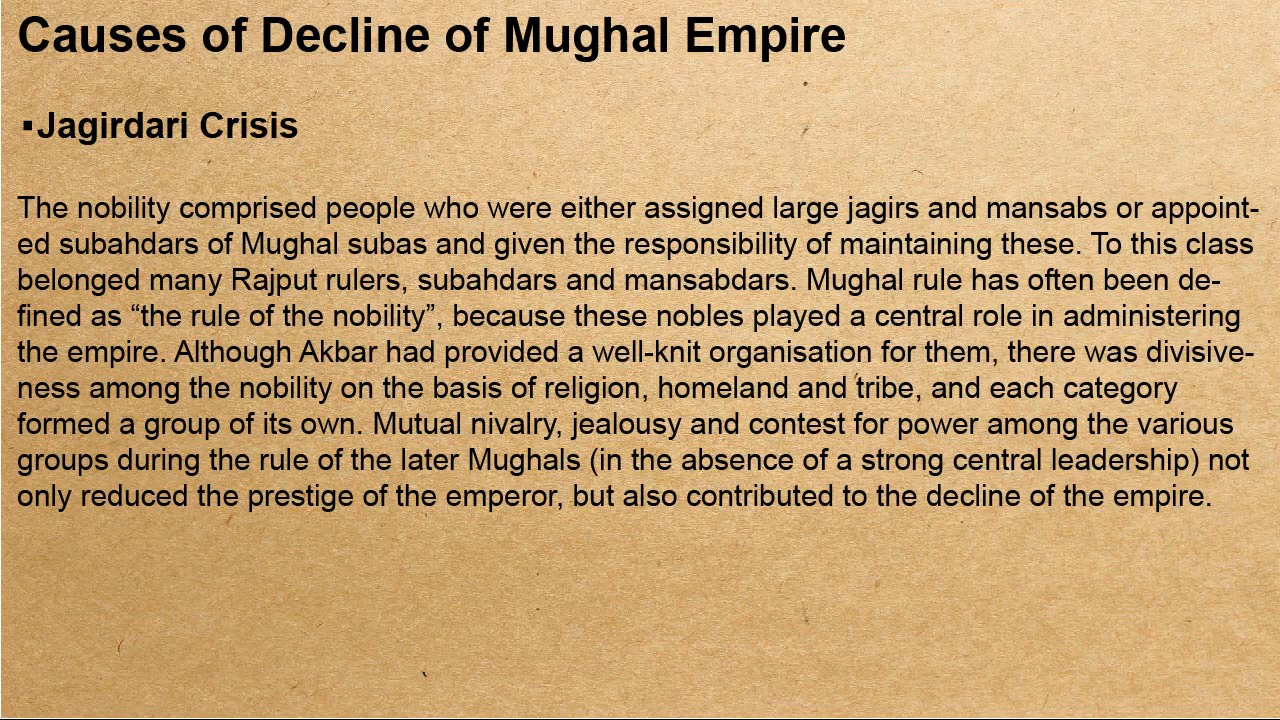 Causes of Decline of Mughal Empire
▪Jagirdari Crisis
The nobility comprised people who were either assigned large jagirs and mansabs or appoint-
ed subahdars of Mughal subas and given the responsibility of maintaining these. To this class
belonged many Rajput rulers, subahdars and mansabdars. Mughal rule has often been de-
fined as “the rule of the nobility”, because these nobles played a central role in administering
the empire. Although Akbar had provided a well-knit organisation for them, there was divisive-
ness among the nobility on the basis of religion, homeland and tribe, and each category
formed a group of its own. Mutual nivalry, jealousy and contest for power among the various
groups during the rule of the later Mughals (in the absence of a strong central leadership) not
only reduced the prestige of the emperor, but also contributed to the decline of the empire.